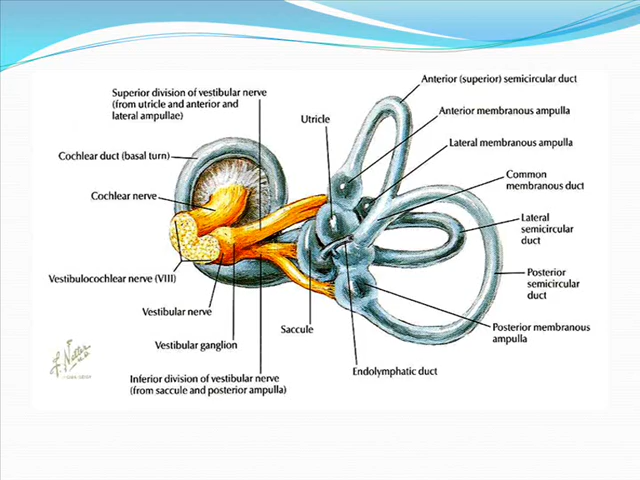 Anterior (superior) semicircular duct
Superior division of vestibular nerve
(from utricle and anterior and
lateral ampullae)
Utricle
Anterior membranous ampulla
Lateral membranous ampulla
Cochlear duct (basal turn)
Common
membranous duct
Cochlear nerve
Lateral
semicircular
duct
Vestibulocochlear nerve (VIII)
Posterior
semicircular
duct
Vestibular nerve
Saccule
Posterior membranous
ampulla
Vestibular ganglion
Endolymphatic duct
Inferior division of vestibular nerve
(from saccule and posterior ampulla)
F. Netter
M.D.